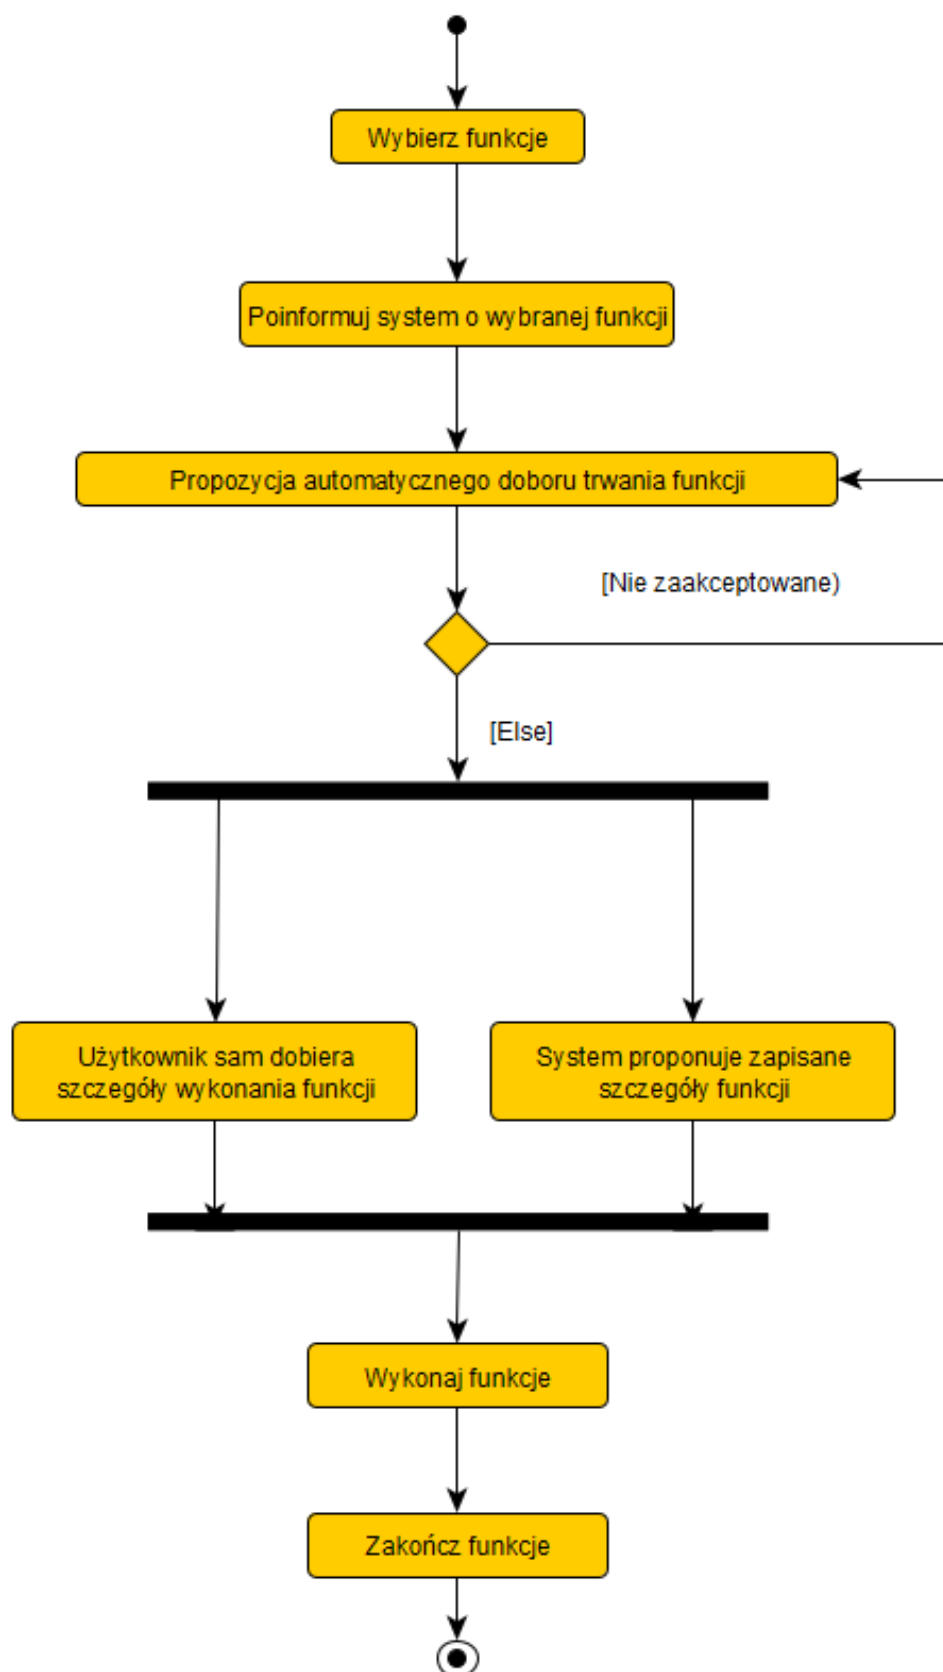 Wybierz funkcje
Poinformuj system o wybranej funkcji
Propozycja automatycznego doboru trwania funkcji
[Nie zaakceptowane)
[Else]
Użytkownik sam dobiera
szczegóły wykonania funkcji
System proponuje zapisane
szczegóły funkcji
Wykonaj funkcje
Zakończ funkcje